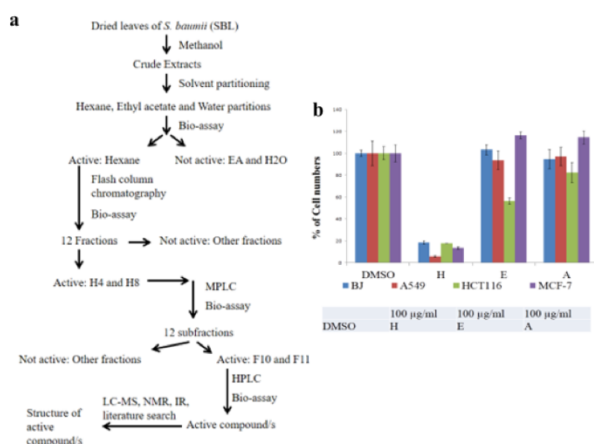 a
Dried leaves of S. baumii (SBL)
Methanol
Crude Extracts
Solvent partitioning
Hexane, Ethyl acetate and Water partitions
Bio-assay
Active: Hexane
Not active: EA and H2O
Flash column
chromatography
Bio-assay
12 Fractions
Not active: Other fractions
Active: H4 and H8
MPLC
Bio-assay
12 subfractions
Not active: Other fractions
Active: F10 and F11
HPLC
Bio-assay
LC-MS, NMR, IR,
literature search
Active compound/s
Structure of
active
compound/s
b
% of Cell numbers
140
120
100
80
60
40
20
0
DMSO H E A
BJ A549 HCT116 MCF-7
100 µg/ml 100 µg/ml 100 µg/ml
DMSO H E A